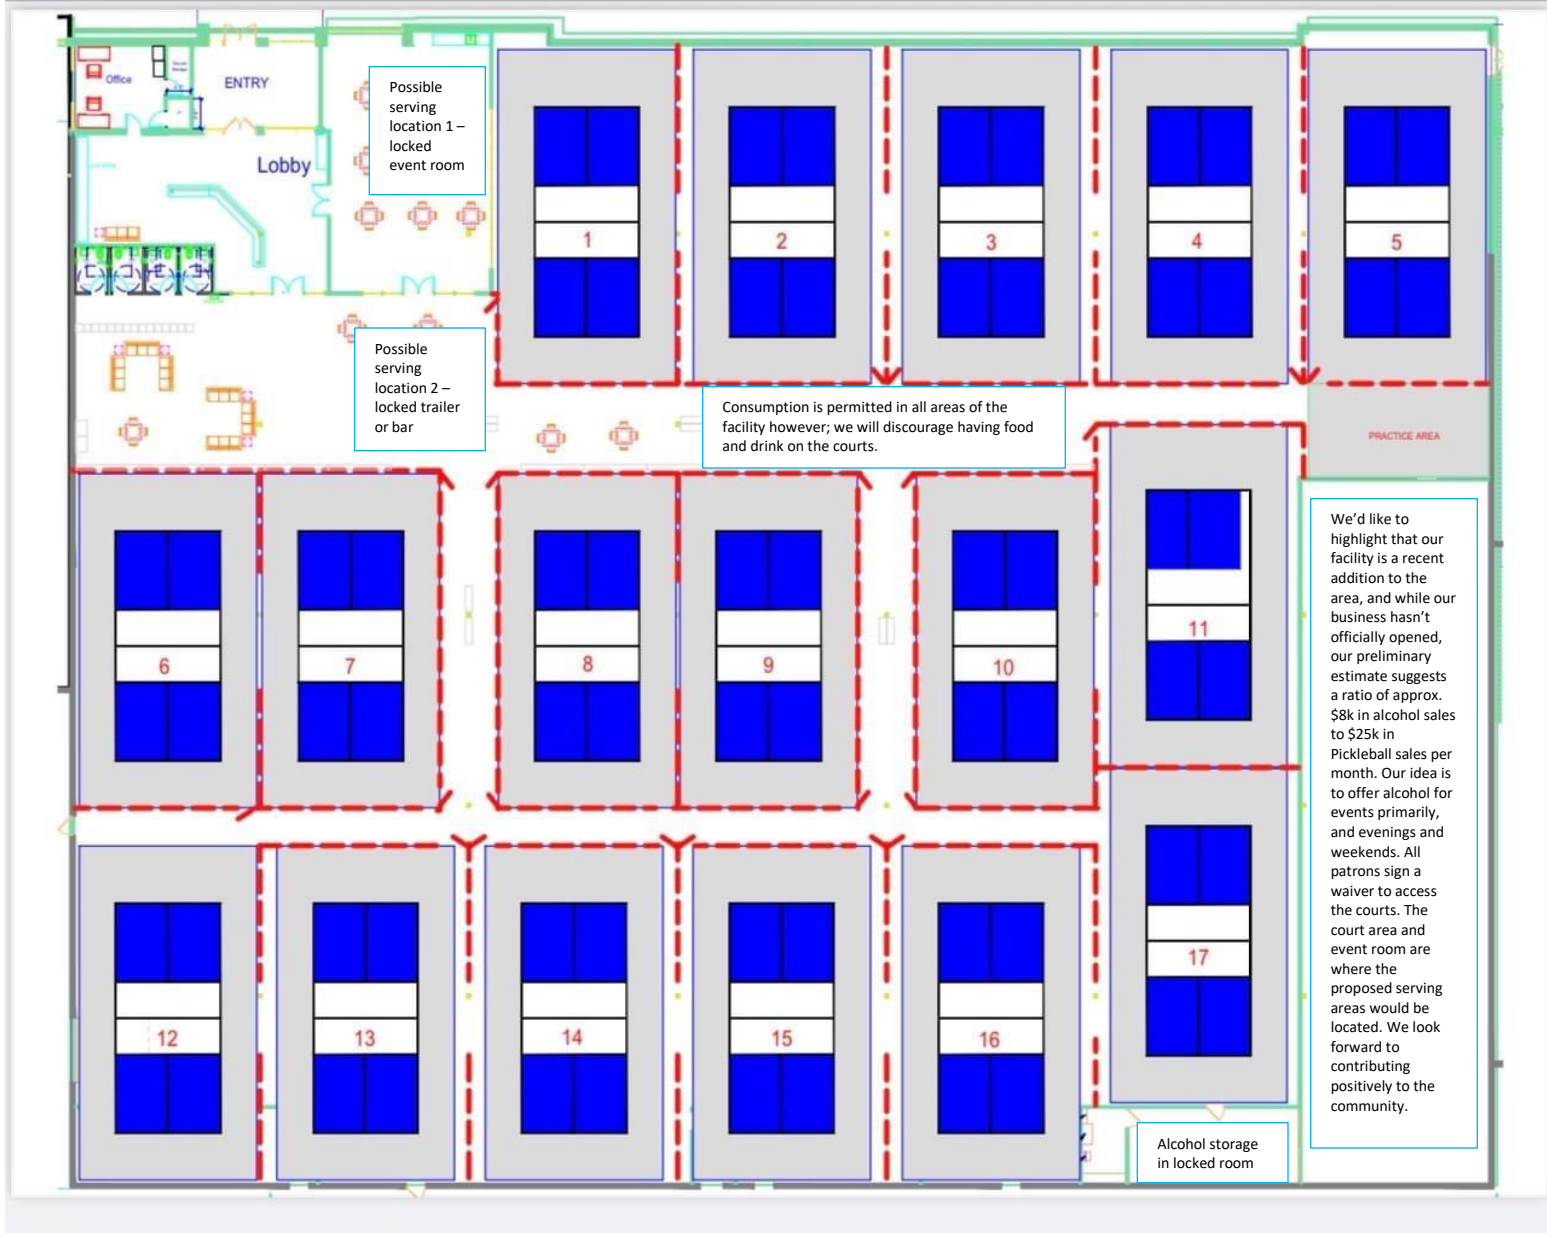 Office
ENTRY
Lobby
Possible
serving
location 1 –
locked
event room
1
2
3
4
5
Possible
serving
location 2 –
locked trailer
or bar
Consumption is permitted in all areas of the
facility however; we will discourage having food
and drink on the courts.
PRACTICE AREA
6
7
8
9
10
11
We’d like to
highlight that our
facility is a recent
addition to the
area, and while our
business hasn’t
officially opened,
our preliminary
estimate suggests
a ratio of approx.
$8k in alcohol sales
to $25k in
Pickleball sales per
month. Our idea is
to offer alcohol for
events primarily,
and evenings and
weekends. All
patrons sign a
waiver to access
the courts. The
court area and
event room are
where the
proposed serving
areas would be
located. We look
forward to
contributing
positively to the
community.
12
13
14
15
16
17
Alcohol storage
in locked room